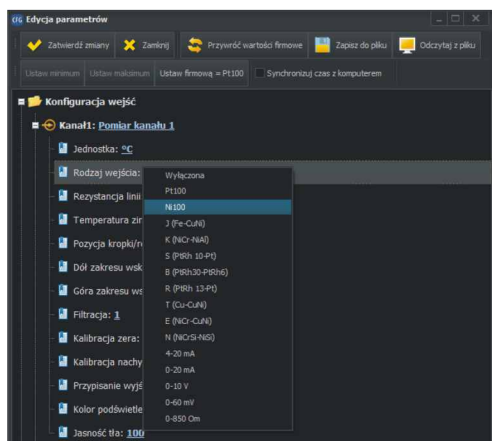 CFG Edycja parametrów
Zatwierdź zmiany Zamknij Przywróć wartości firmowe Zapisz do pliku Odczytaj z pliku
Ustaw minimum Ustaw maksimum Ustaw firmową = Pt100 Synchronizuj czas z komputerem
Konfiguracja wejść
Kanał1: Pomiar kanału 1
Jednostka: °C
Rodzaj wejścia:
Rezystancja linii
Temperatura zir
Pozycja kropki/r
Dół zakresu wsk
Góra zakresu ws
Filtracja: 1
Kalibracja zera:
Kalibracja nachy
Przypisanie wyjś
Kolor podświetle
Jasność tła: 100
Wyłączona
Pt100
Ni100
J (Fe-CuNi)
K (NiCr-NiAl)
S (PtRh 10-Pt)
B (PtRh30-PtRh6)
R (PtRh 13-Pt)
T (Cu-CuNi)
E (NiCr-CuNi)
N (NiCrSi-NiSi)
4-20 mA
0-20 mA
0-10 V
0-60 mV
0-850 Om